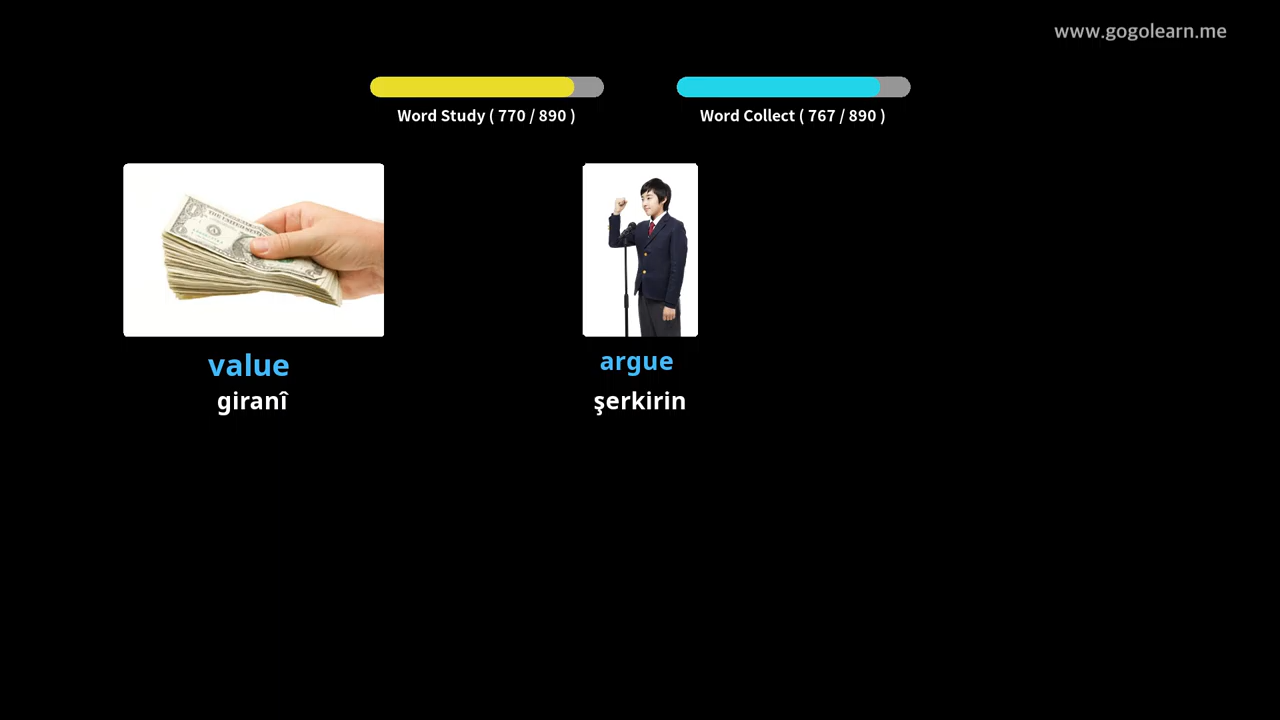 www.gogolearn.me
Word Study ( 770 / 890 )
Word Collect ( 767 / 890 )
value
giranî
argue
şerkirin